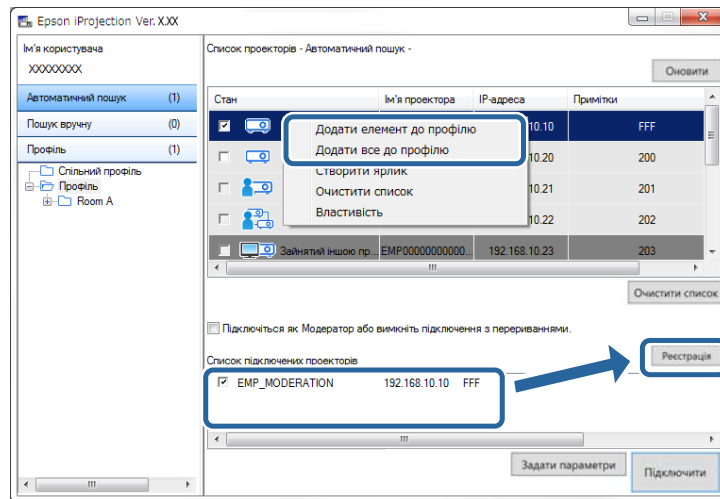 Epson iProjection Ver. X.XX
Ім'я користувача
XXXXXXXX
Автоматичний пошук (1)
Пошук вручну (0)
Профіль (1)
Спільний профіль
Профіль
Room A
Список проекторів - Автоматичний пошук -
Оновити
Стан Ім'я проектора IP-адреса Примітки
10.10 FFF
10.20 200
10.21 201
10.22 202
Зайнятий іншою пр... EMP00000000000... 192.168.10.23 203
Додати елемент до профілю
Додати все до профілю
Створити ярлик
Очистити список
Властивість
Очистити список
Підключіться як Модератор або вимкніть підключення з перериваннями.
Реєстрація
Список підключених проекторів
EMP_MODERATION 192.168.10.10 FFF
Задати параметри
Підключити